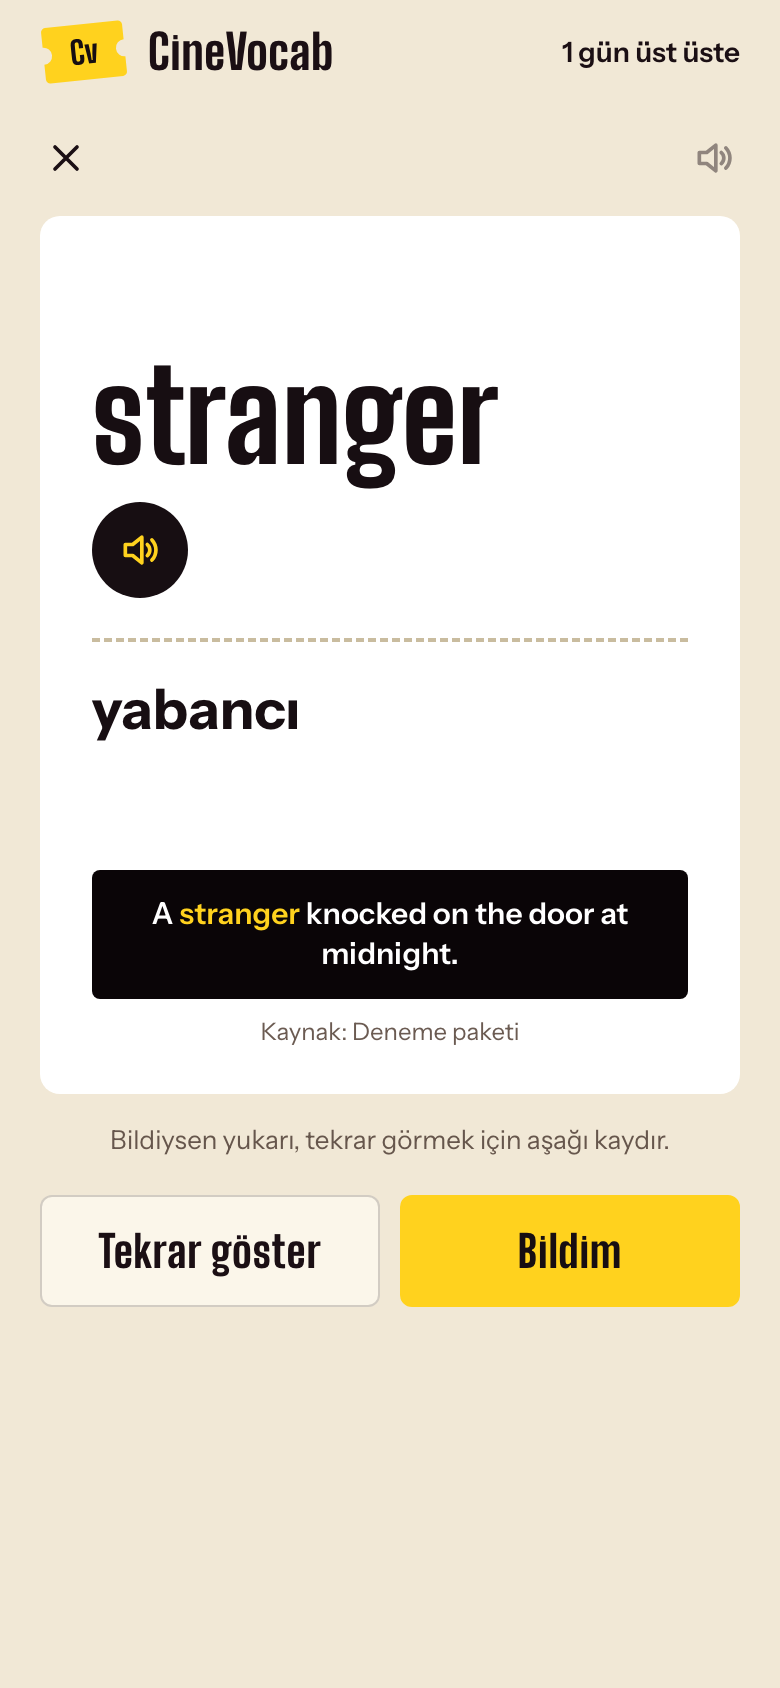 Cv CineVocab
1 gün üst üste
stranger
yabancı
A stranger knocked on the door at
midnight.
Kaynak: Deneme paketi
Bildiysen yukarı, tekrar görmek için aşağı kaydır.
Tekrar göster
Bildim